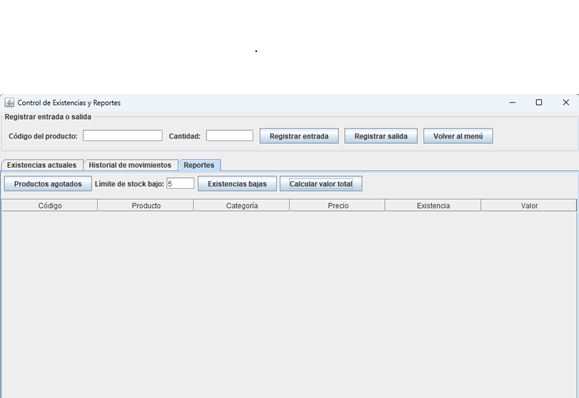 .
Control de Existencias y Reportes
Registrar entrada o salida
Código del producto: Cantidad: Registrar entrada Registrar salida Volver al menú
Existencias actuales Historial de movimientos Reportes
Productos agotados Límite de stock bajo: 5 Existencias bajas Calcular valor total
Código Producto Categoría Precio Existencia Valor